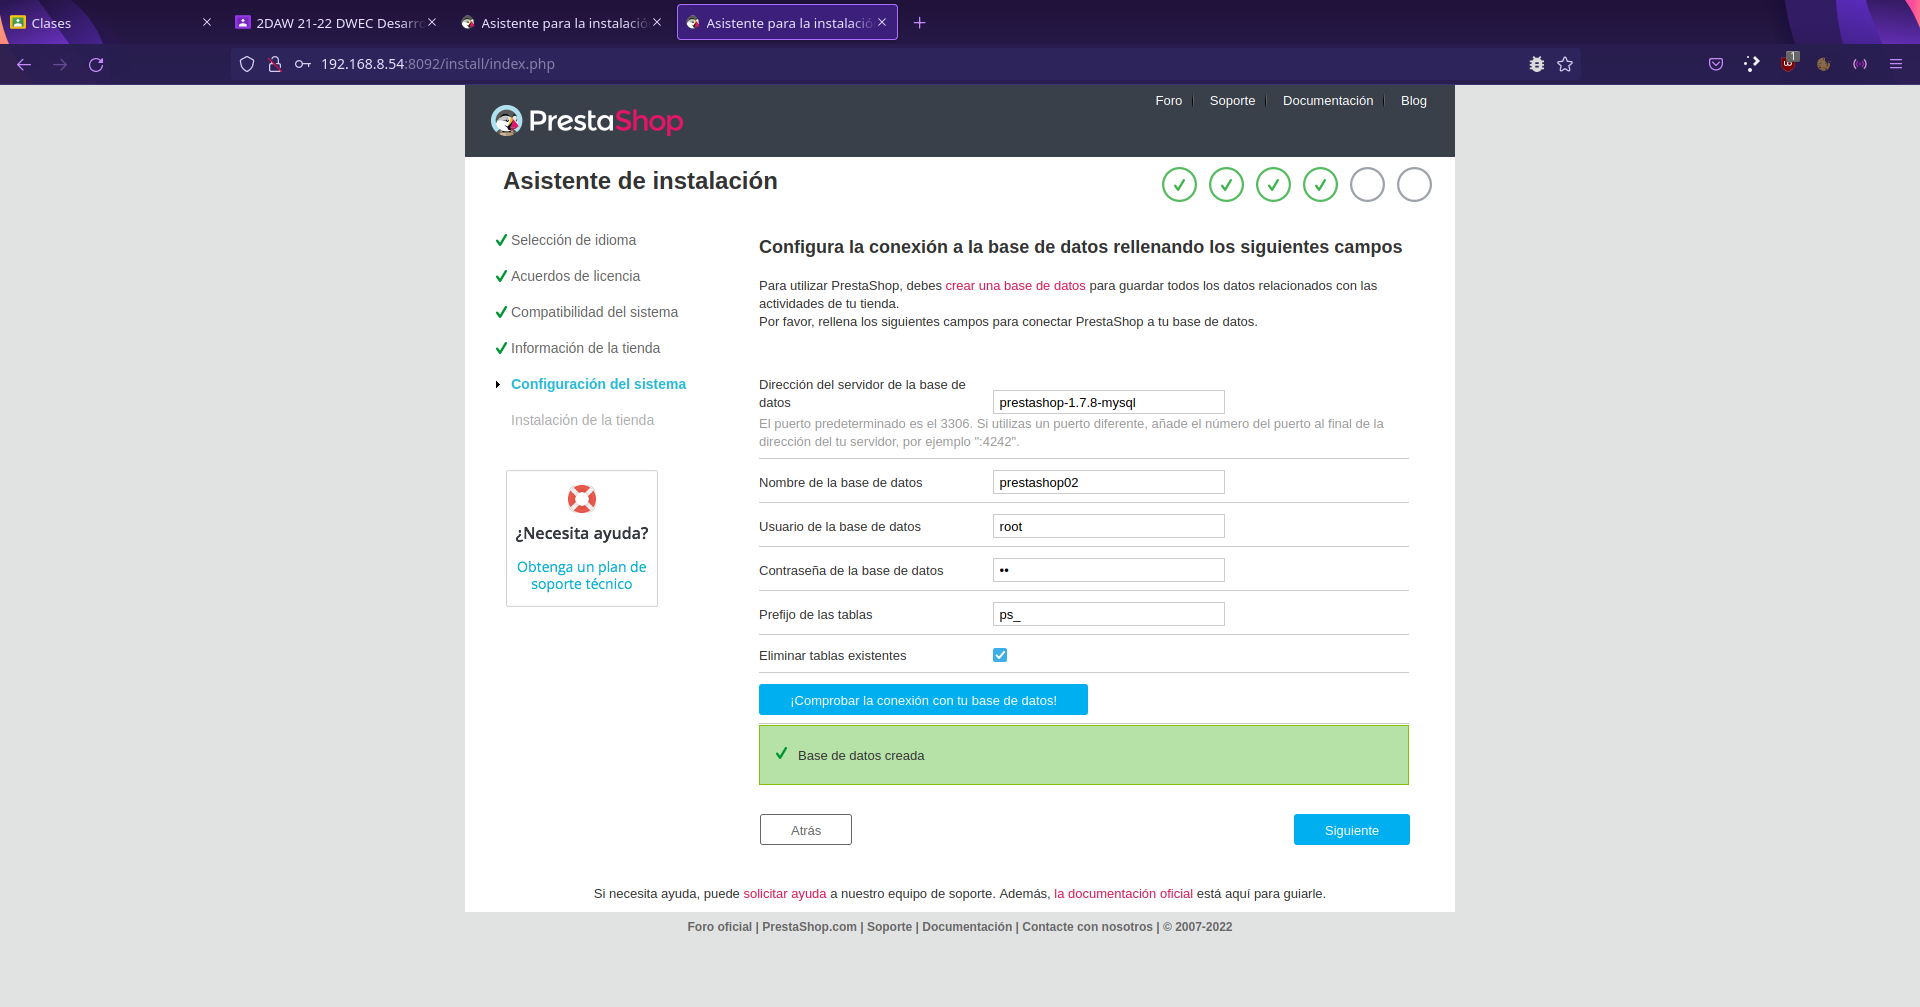 Clases
2DAW 21-22 DWEC Desarro
Asistente para la instalació
Asistente para la instalació
192.168.8.54:8092/install/index.php
1
PrestaShop
Foro
Soporte
Documentación
Blog
Asistente de instalación
Selección de idioma
Acuerdos de licencia
Compatibilidad del sistema
Información de la tienda
Configuración del sistema
Instalación de la tienda
¿Necesita ayuda?
Obtenga un plan de
soporte técnico
Configura la conexión a la base de datos rellenando los siguientes campos
Para utilizar PrestaShop, debes crear una base de datos para guardar todos los datos relacionados con las
actividades de tu tienda.
Por favor, rellena los siguientes campos para conectar PrestaShop a tu base de datos.
Dirección del servidor de la base de
datos
prestashop-1.7.8-mysql
El puerto predeterminado es el 3306. Si utilizas un puerto diferente, añade el número del puerto al final de la
dirección del tu servidor, por ejemplo ":4242".
Nombre de la base de datos
prestashop02
Usuario de la base de datos
root
Contraseña de la base de datos
••
Prefijo de las tablas
ps_
Eliminar tablas existentes
¡Comprobar la conexión con tu base de datos!
Base de datos creada
Atrás
Siguiente
Si necesita ayuda, puede solicitar ayuda a nuestro equipo de soporte. Además, la documentación oficial está aquí para guiarle.
Foro oficial | PrestaShop.com | Soporte | Documentación | Contacte con nosotros | © 2007-2022